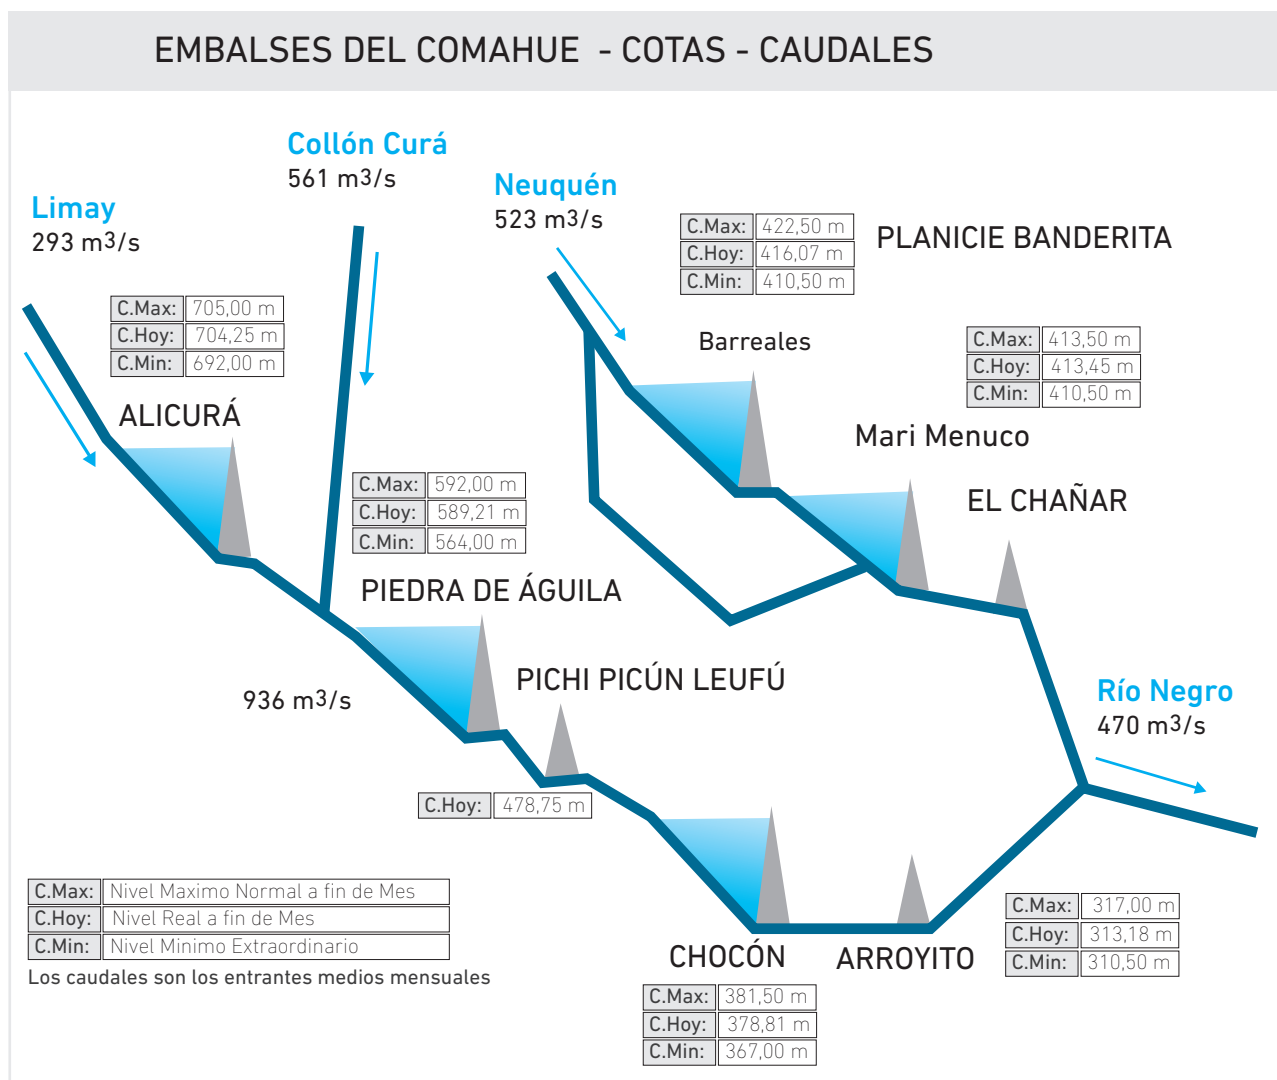 EMBALSES DEL COMAHUE - COTAS - CAUDALES
Collón Curá
561 m3/s
Neuquén
523 m3/s
Limay
293 m3/s
C.Max: 422,50 m
C.Hoy: 416,07 m
C.Min: 410,50 m
PLANICIE BANDERITA
C.Max: 705,00 m
C.Hoy: 704,25 m
C.Min: 692,00 m
Barreales
C.Max: 413,50 m
C.Hoy: 413,45 m
C.Min: 410,50 m
ALICURÁ
Mari Menuco
C.Max: 592,00 m
C.Hoy: 589,21 m
C.Min: 564,00 m
EL CHAÑAR
PIEDRA DE ÁGUILA
PICHI PICÚN LEUFÚ
936 m3/s
Río Negro
470 m3/s
C.Hoy: 478,75 m
C.Max: Nivel Maximo Normal a fin de Mes
C.Hoy: Nivel Real a fin de Mes
C.Min: Nivel Minimo Extraordinario
Los caudales son los entrantes medios mensuales
CHOCÓN
ARROYITO
C.Max: 317,00 m
C.Hoy: 313,18 m
C.Min: 310,50 m
C.Max: 381,50 m
C.Hoy: 378,81 m
C.Min: 367,00 m